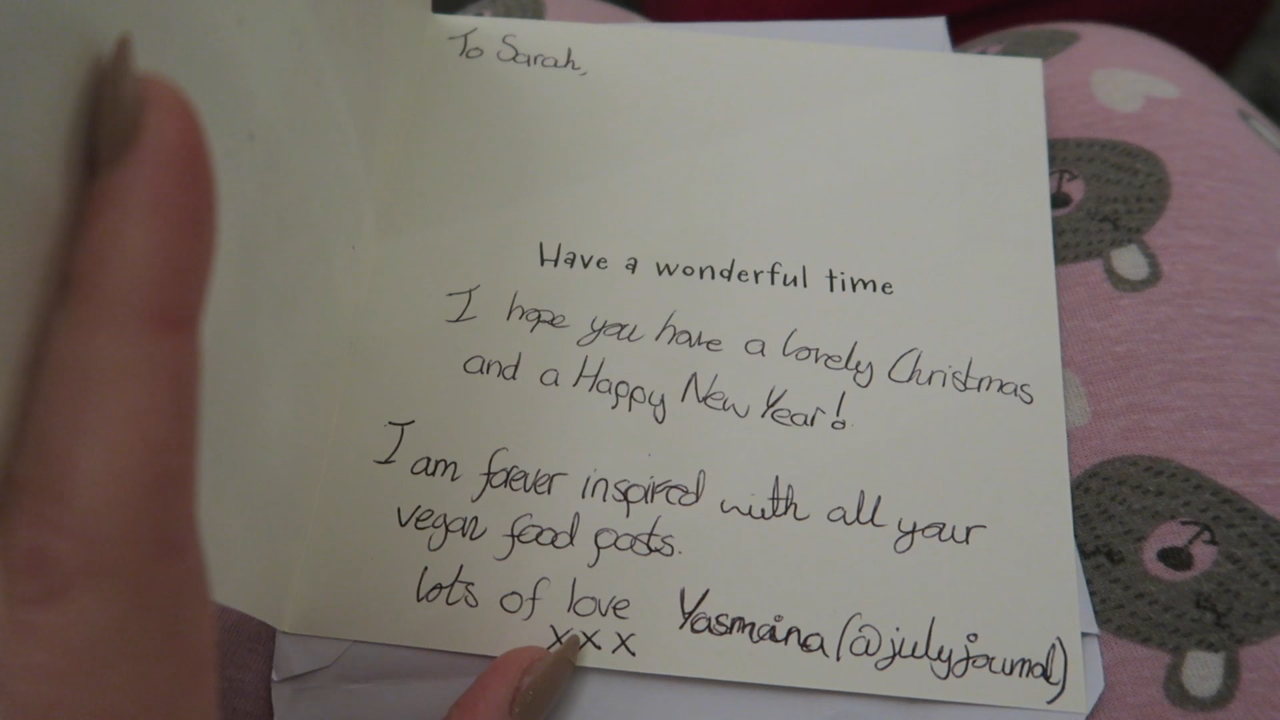 To Sarah,
Have a wonderful time
I hope you have a lovely Christmas
and a Happy New Year!
I am forever inspired with all your
vegan food posts.
lots of love Yasmaina (@julyjournal)
xxx